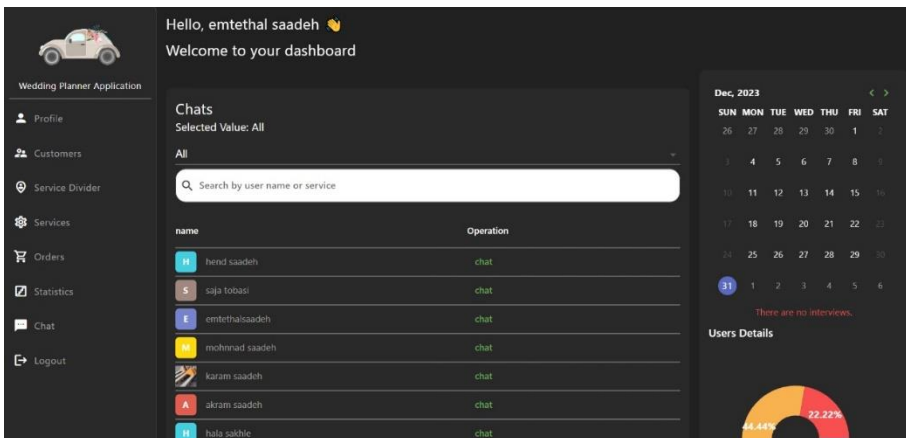 Hello, emtethal saadeh 👋
Welcome to your dashboard
Wedding Planner Application
Profile
Customers
Service Divider
Services
Orders
Statistics
Chat
Logout
Chats
Selected Value: All
All
Search by user name or service
name Operation
H hend saadeh chat
S saja tobasi chat
E emtethalsaadeh chat
M mohnnad saadeh chat
karam saadeh chat
A akram saadeh chat
H hala sakhle chat
Dec, 2023 < >
SUN MON TUE WED THU FRI SAT
26 27 28 29 30 1 2
3 4 5 6 7 8 9
10 11 12 13 14 15 16
17 18 19 20 21 22 23
24 25 26 27 28 29 30
31 1 2 3 4 5 6
There are no interviews.
Users Details
44.44% 22.22%